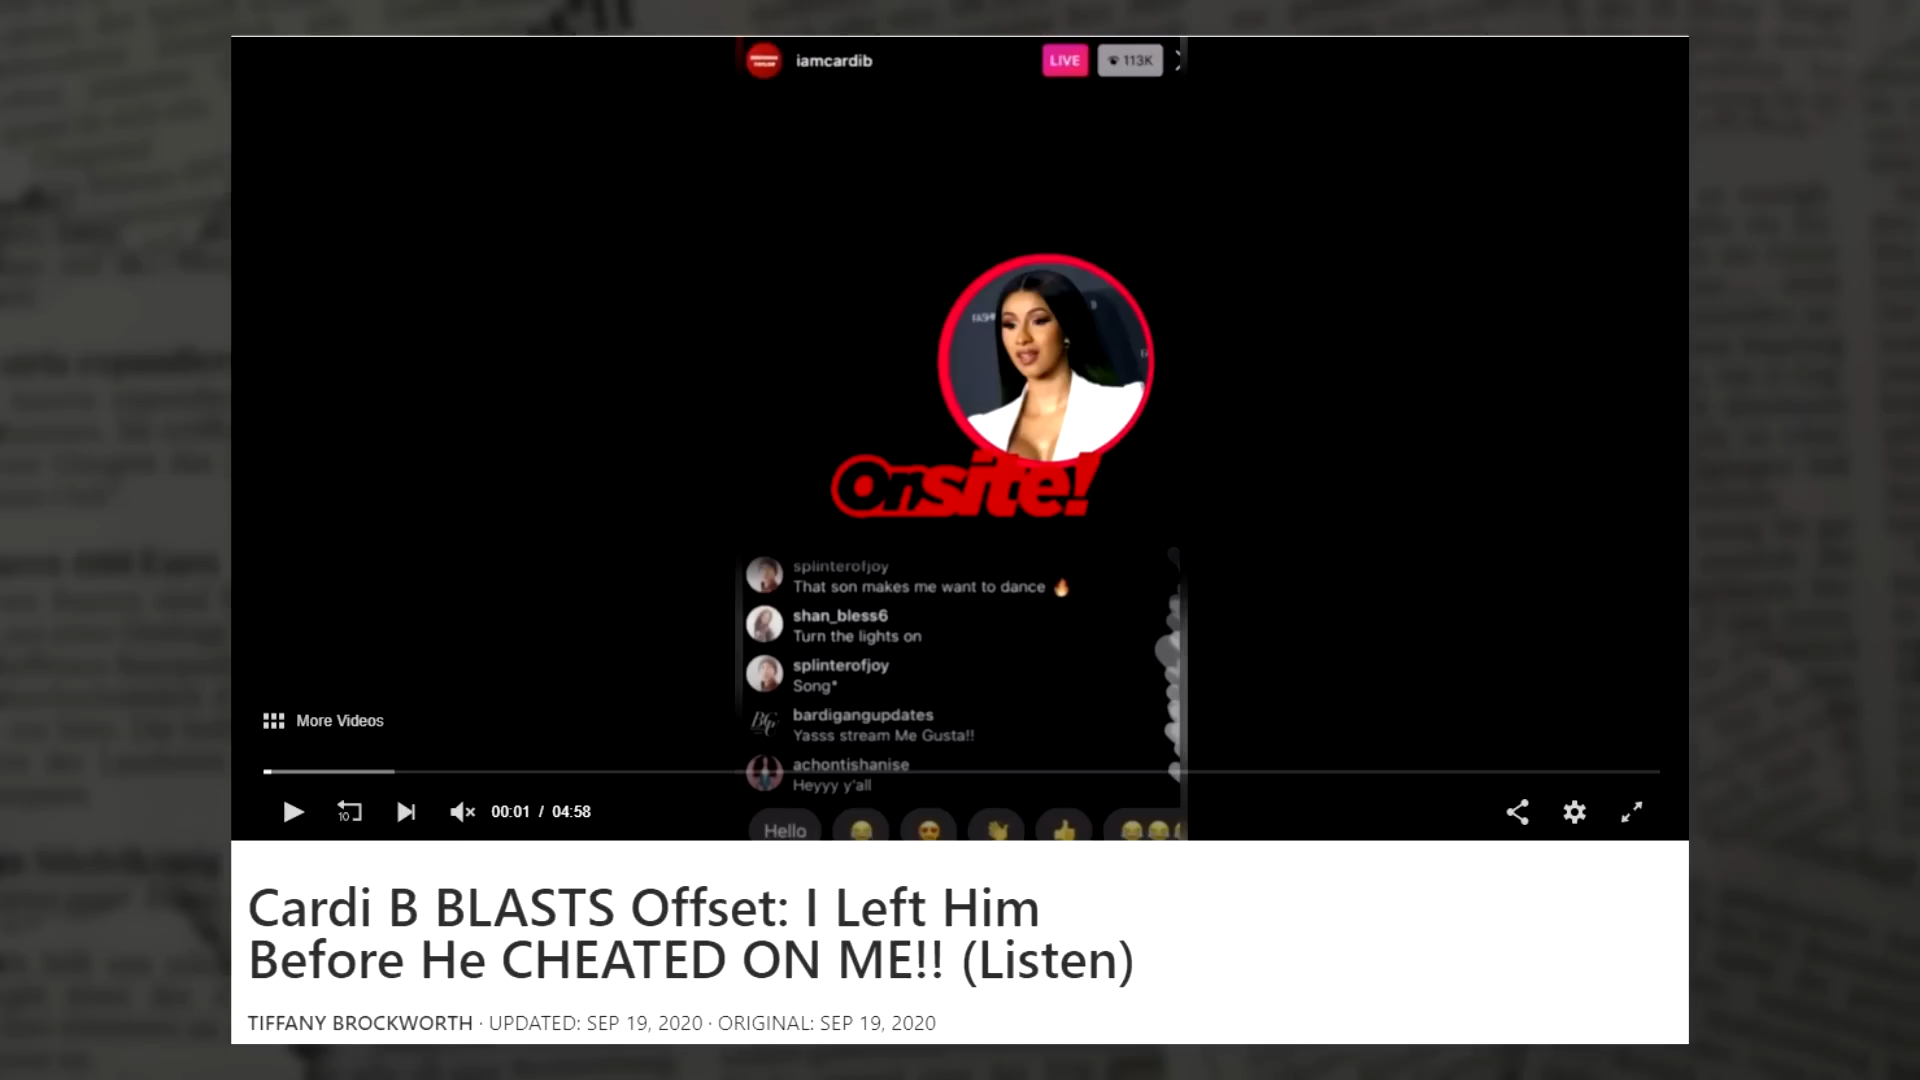 iamcardib
LIVE
113K
Onsite!
splinterofjoy
That son makes me want to dance 🔥
shan_bless6
Turn the lights on
splinterofjoy
Song*
bardigangupdates
Yasss stream Me Gusta!!
achontishanise
Heyyy y'all
Hello
More Videos
10
00:01 / 04:58
Cardi B BLASTS Offset: I Left Him
Before He CHEATED ON ME!! (Listen)
TIFFANY BROCKWORTH · UPDATED: SEP 19, 2020 · ORIGINAL: SEP 19, 2020